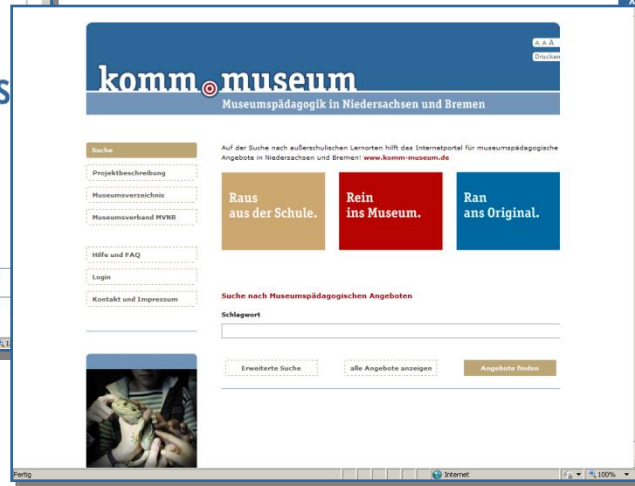 S
A A A
Drucken
komm museum
Museumspädagogik in Niedersachsen und Bremen
Suche
Projektbeschreibung
Museumsverzeichnis
Museumsverband MVNB
Hilfe und FAQ
Login
Kontakt und Impressum
Auf der Suche nach außerschulischen Lernorten hilft das Internetportal für museumspädagogische
Angebote in Niedersachsen und Bremen! www.komm-museum.de
Raus
aus der Schule.
Rein
ins Museum.
Ran
ans Original.
Suche nach Museumspädagogischen Angeboten
Schlagwort
Erweiterte Suche
alle Angebote anzeigen
Angebote finden
Fertig
Internet
100%